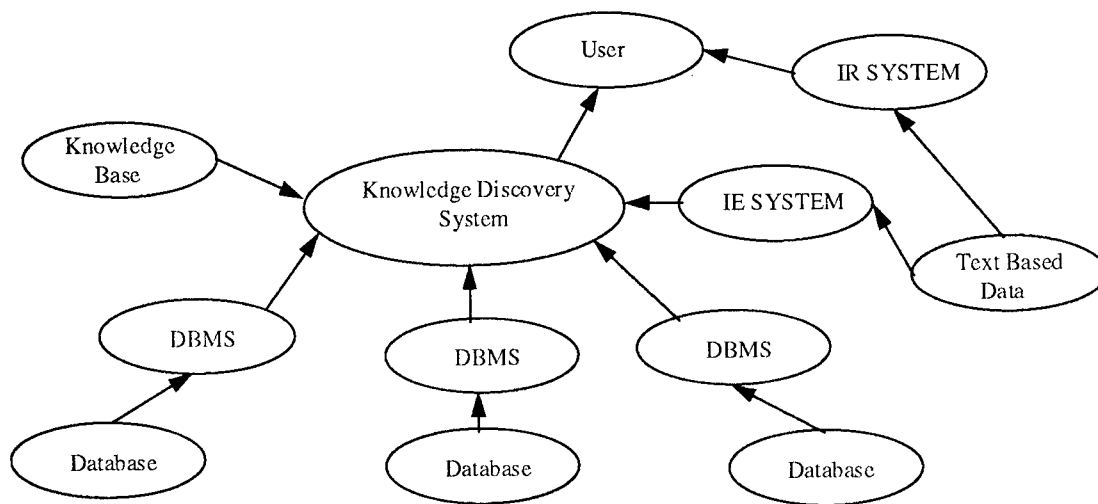 User
IR SYSTEM
Knowledge
Base
Knowledge Discovery
System
IE SYSTEM
Text Based
Data
DBMS
DBMS
DBMS
Database
Database
Database